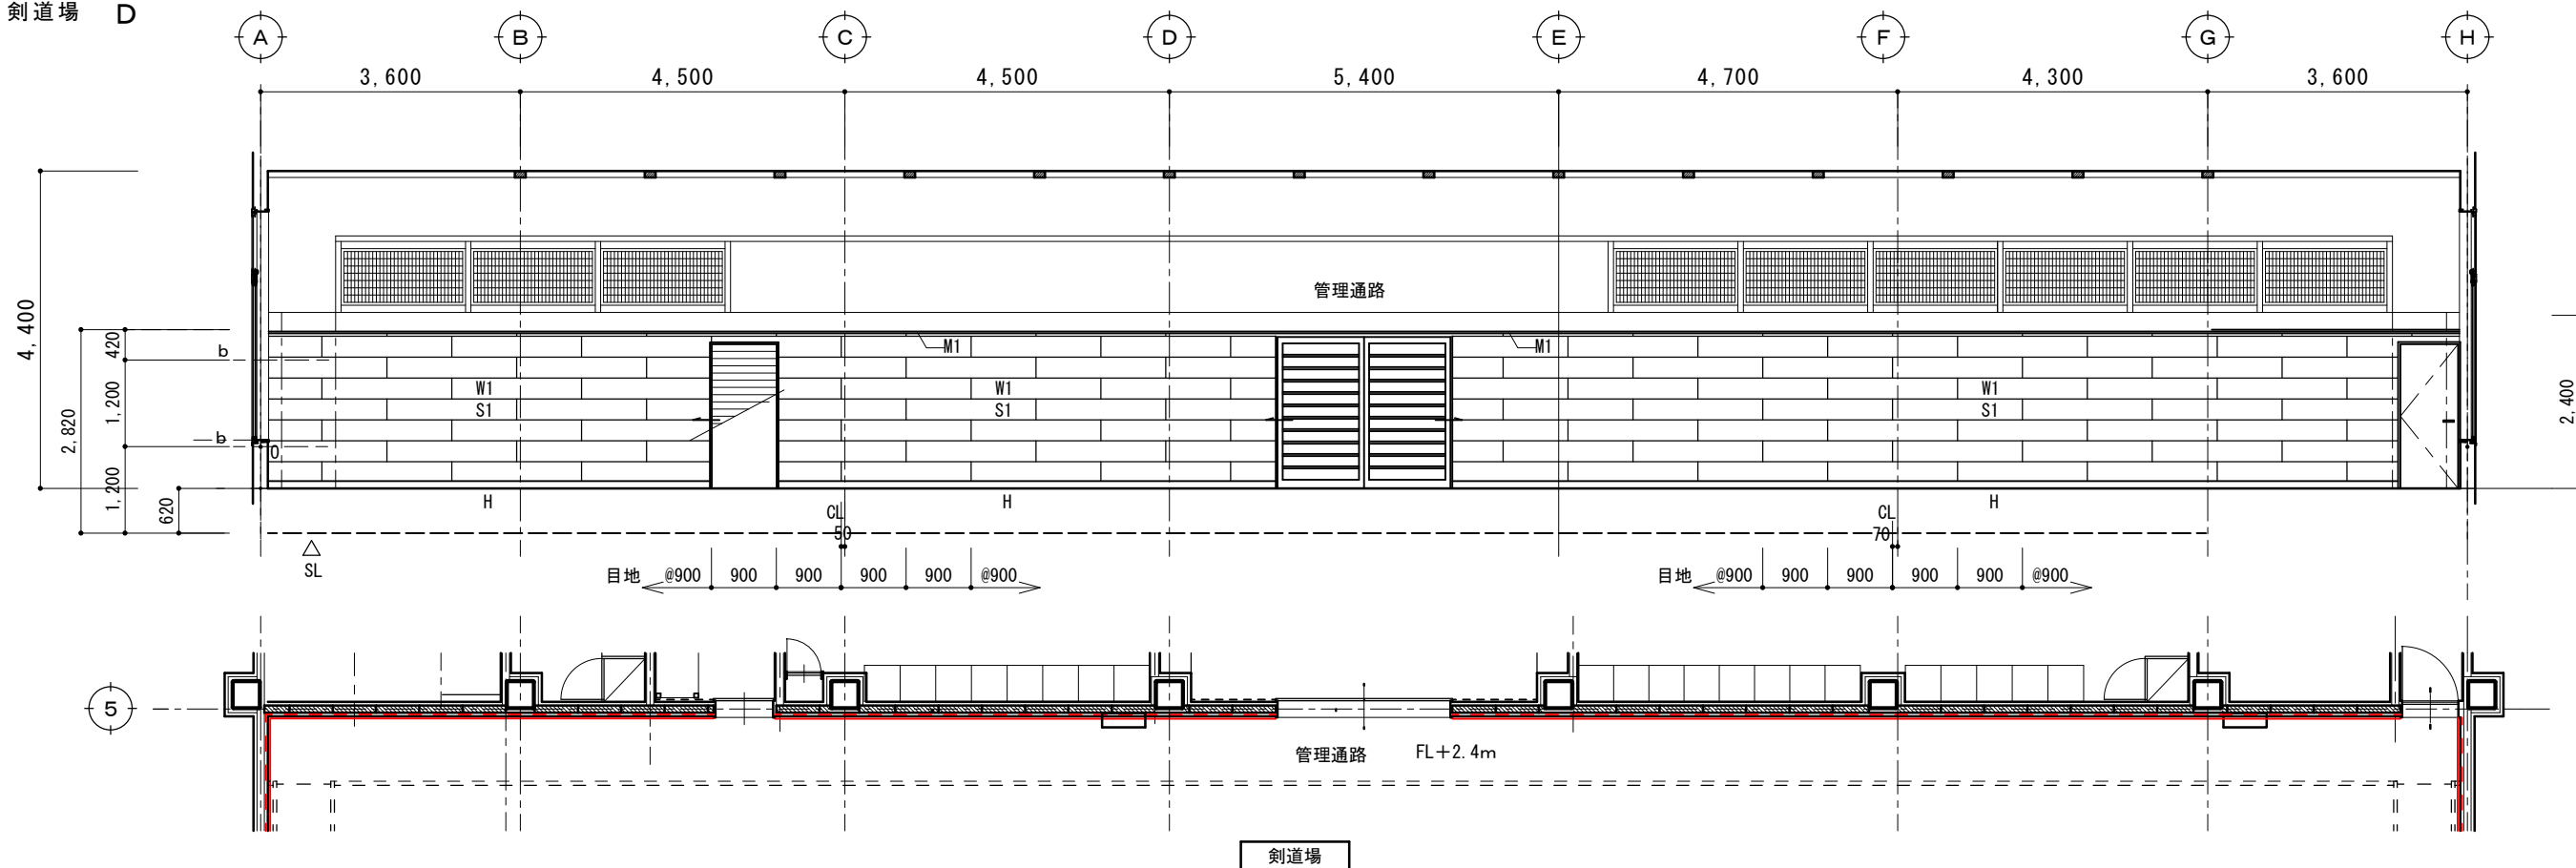 剣道場 D
A B C D E F G H
3,600 4,500 4,500 5,400 4,700 4,300 3,600
管理通路
4,400
2,820
420
1,200
1,200
620
b
b
O
M1 M1
W1 W1 W1
S1 S1 S1
2,400
H H H
CL CL
50 70
SL
目地 @900 900 900 900 900 @900
目地 @900 900 900 900 900 @900
5
管理通路 FL+2.4m
剣道場